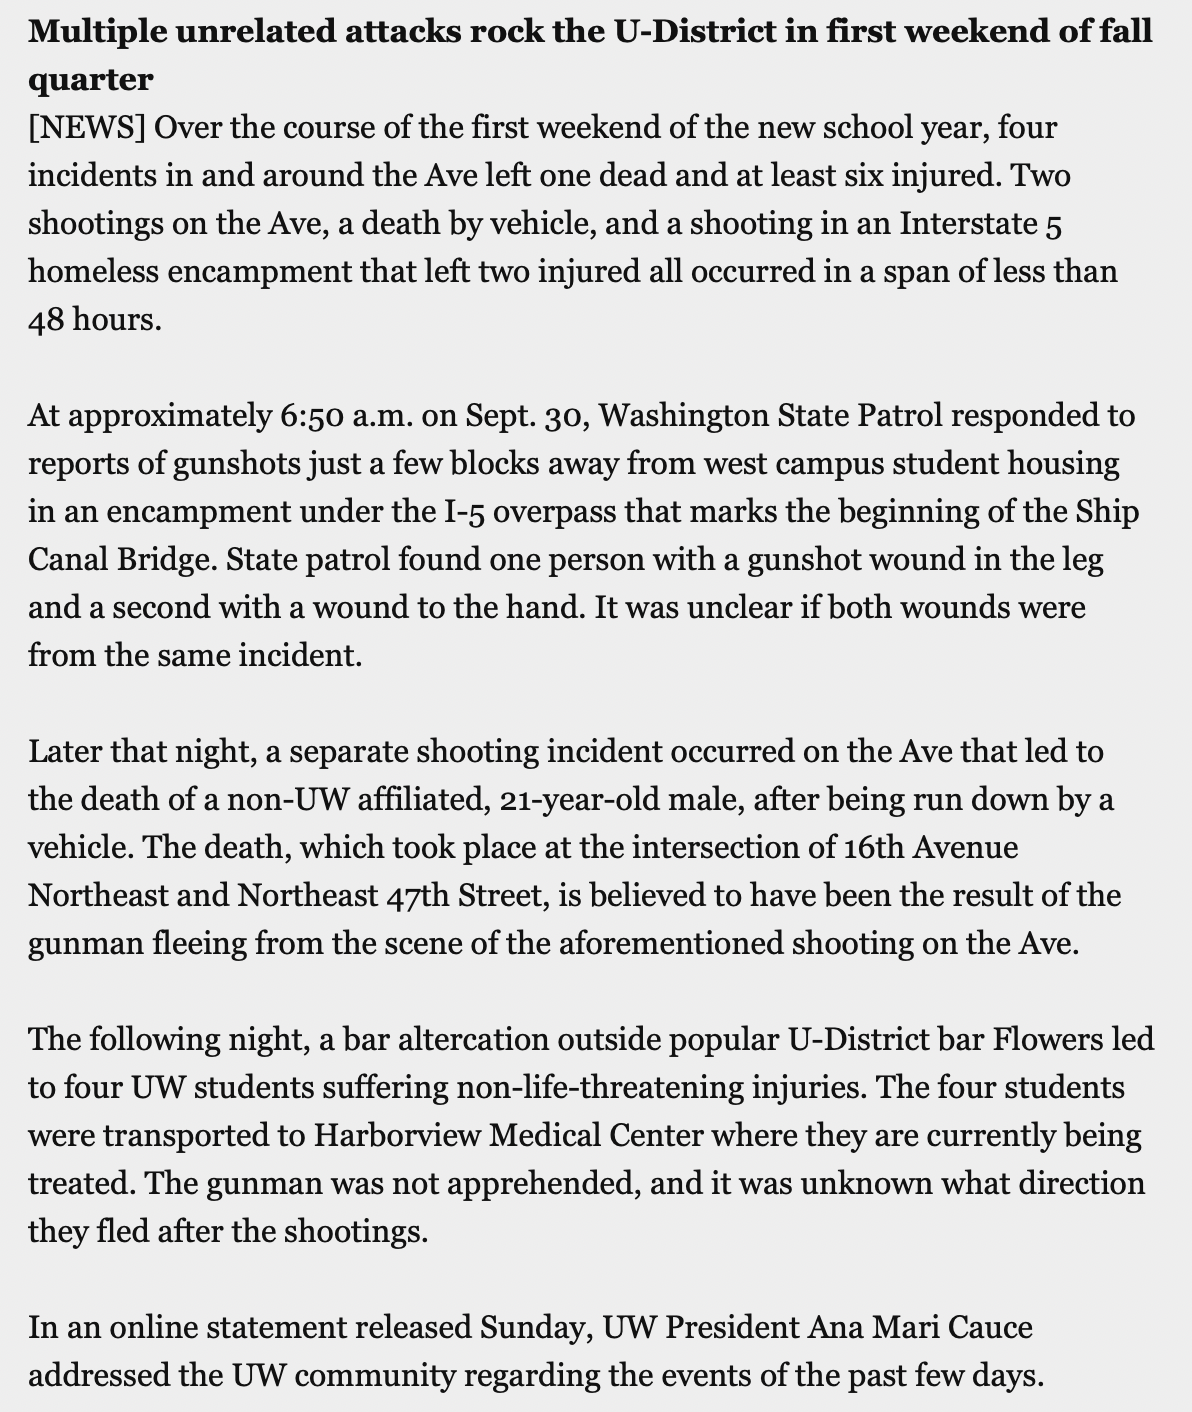 Multiple unrelated attacks rock the U-District in first weekend of fall
quarter
[NEWS] Over the course of the first weekend of the new school year, four
incidents in and around the Ave left one dead and at least six injured. Two
shootings on the Ave, a death by vehicle, and a shooting in an Interstate 5
homeless encampment that left two injured all occurred in a span of less than
48 hours.
At approximately 6:50 a.m. on Sept. 30, Washington State Patrol responded to
reports of gunshots just a few blocks away from west campus student housing
in an encampment under the I-5 overpass that marks the beginning of the Ship
Canal Bridge. State patrol found one person with a gunshot wound in the leg
and a second with a wound to the hand. It was unclear if both wounds were
from the same incident.
Later that night, a separate shooting incident occurred on the Ave that led to
the death of a non-UW affiliated, 21-year-old male, after being run down by a
vehicle. The death, which took place at the intersection of 16th Avenue
Northeast and Northeast 47th Street, is believed to have been the result of the
gunman fleeing from the scene of the aforementioned shooting on the Ave.
The following night, a bar altercation outside popular U-District bar Flowers led
to four UW students suffering non-life-threatening injuries. The four students
were transported to Harborview Medical Center where they are currently being
treated. The gunman was not apprehended, and it was unknown what direction
they fled after the shootings.
In an online statement released Sunday, UW President Ana Mari Cauce
addressed the UW community regarding the events of the past few days.